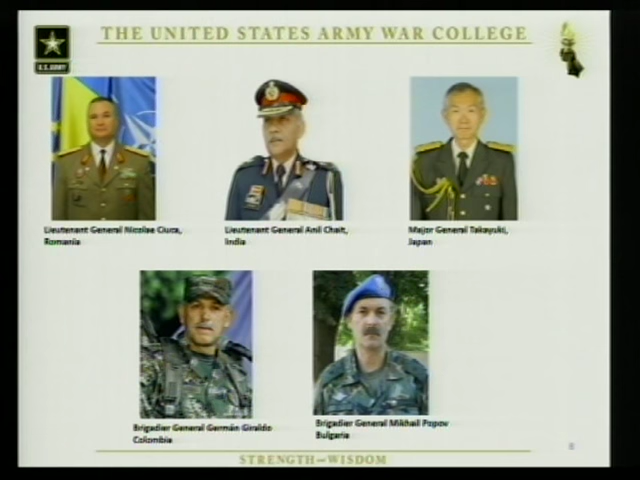 THE UNITED STATES ARMY WAR COLLEGE
U.S. ARMY
Lieutenant General Nicolae Ciuca,
Romania
Lieutenant General Anil Chait,
India
Major General Takayuki,
Japan
Brigadier General Germán Giraldo
Colombia
Brigadier General Mikhail Popov
Bulgaria
STRENGTH and WISDOM